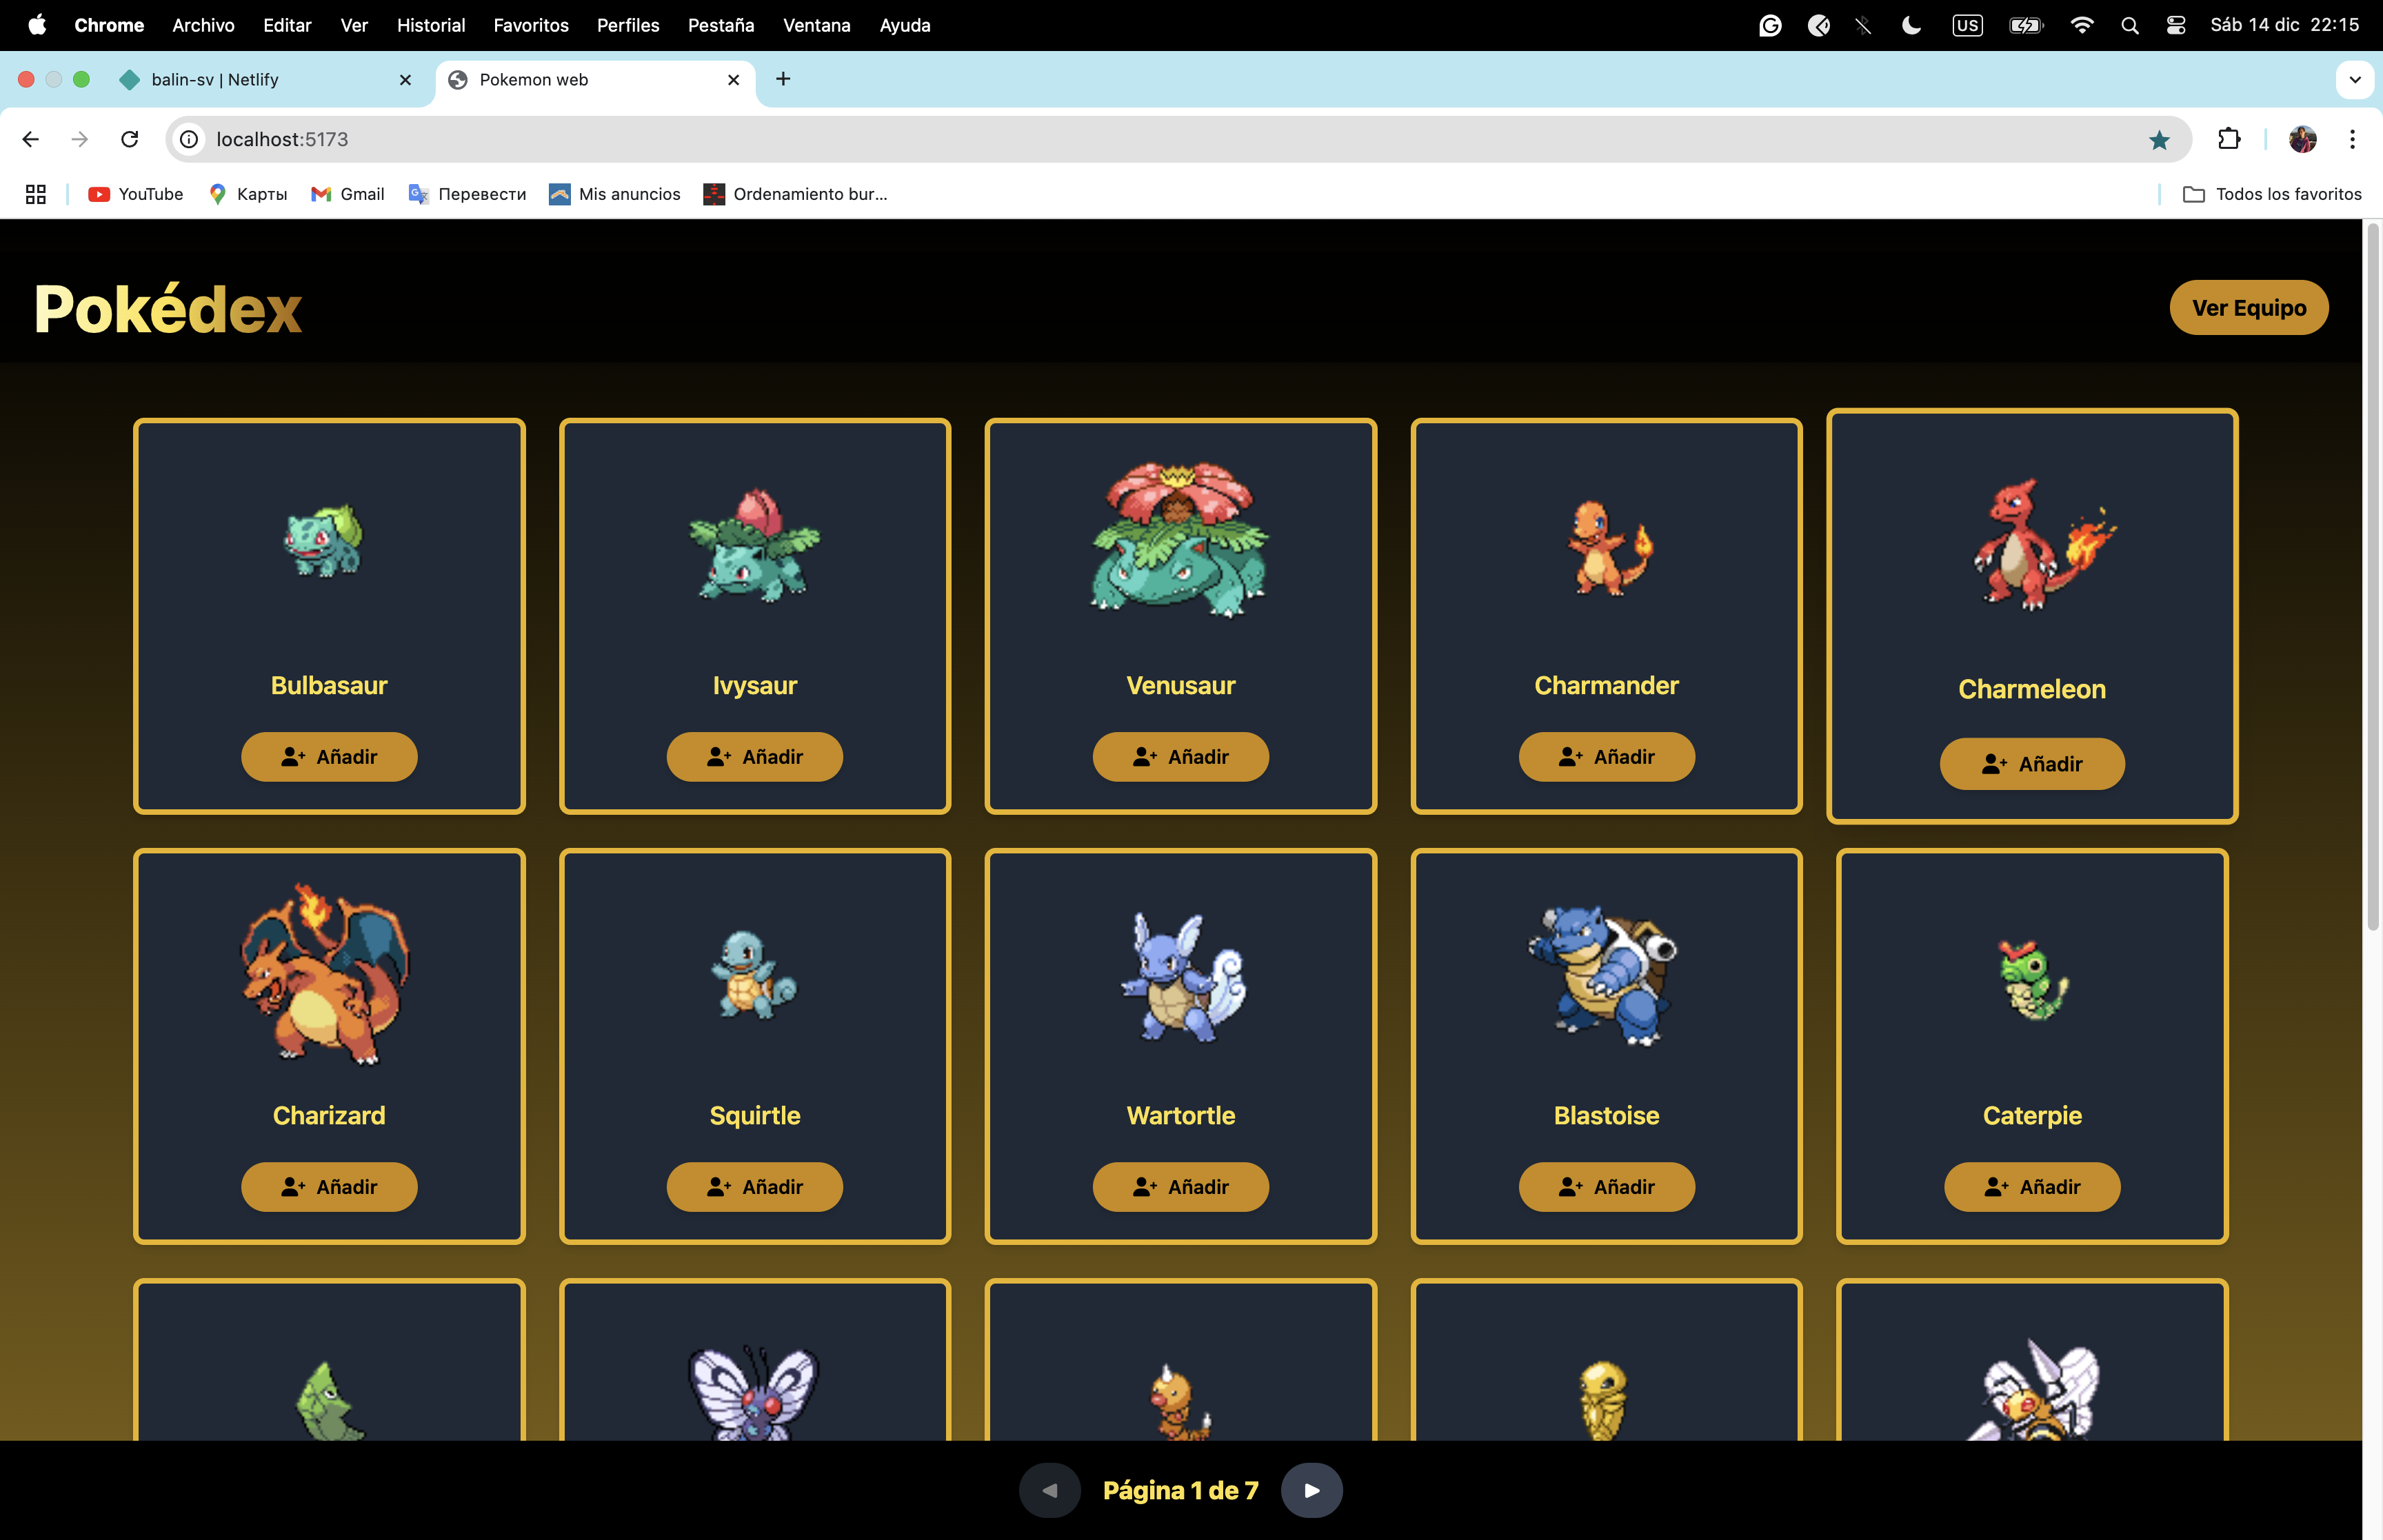 Chrome Archivo Editar Ver Historial Favoritos Perfiles Pestaña Ventana Ayuda US Sáb 14 dic 22:15
balin-sv | Netlify Pokemon web
localhost:5173
YouTube Карты Gmail Перевести Mis anuncios Ordenamiento bur... Todos los favoritos
Pokédex Ver Equipo
Bulbasaur Ivysaur Venusaur Charmander Charmeleon
Añadir Añadir Añadir Añadir Añadir
Charizard Squirtle Wartortle Blastoise Caterpie
Añadir Añadir Añadir Añadir Añadir
Página 1 de 7